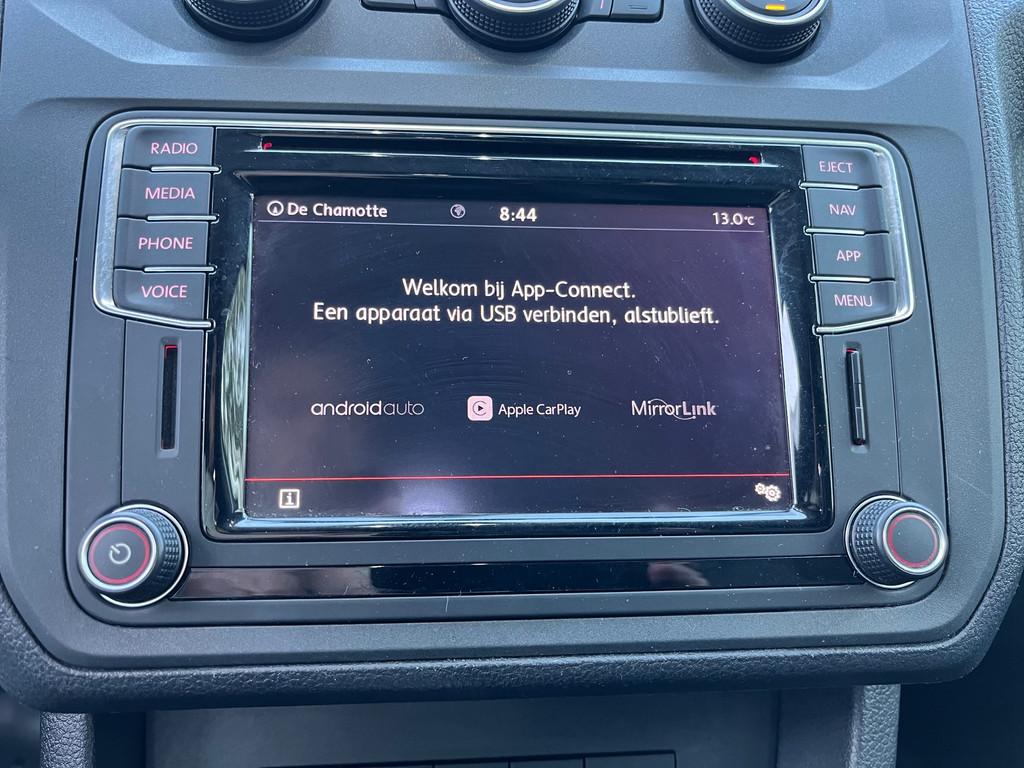 RADIO
MEDIA
PHONE
VOICE
De Chamotte 8:44 13.0°C
Welkom bij App-Connect.
Een apparaat via USB verbinden, alstublieft.
androidauto Apple CarPlay MirrorLink
i
EJECT
NAV
APP
MENU